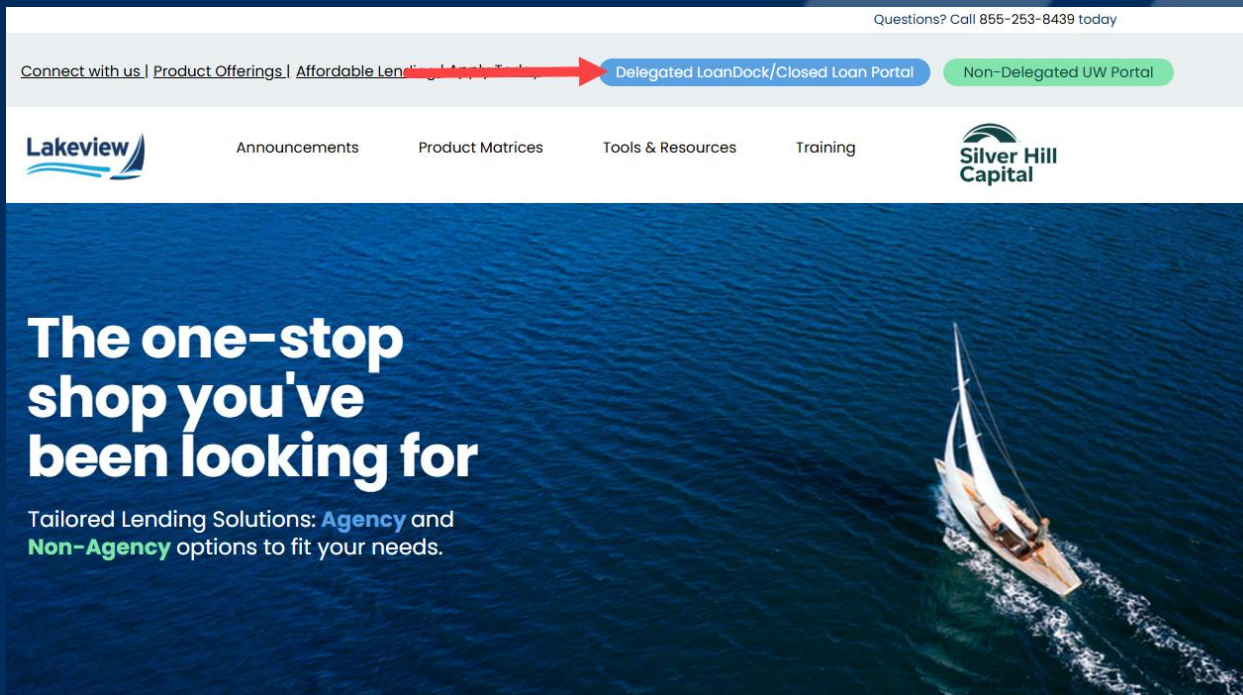 Questions? Call 855-253-8439 today
Connect with us | Product Offerings | Affordable Lending | Apply Today
Delegated LoanDock/Closed Loan Portal
Non-Delegated UW Portal
Lakeview
Announcements
Product Matrices
Tools & Resources
Training
Silver Hill
Capital
The one-stop
shop you've
been looking for
Tailored Lending Solutions: Agency and
Non-Agency options to fit your needs.